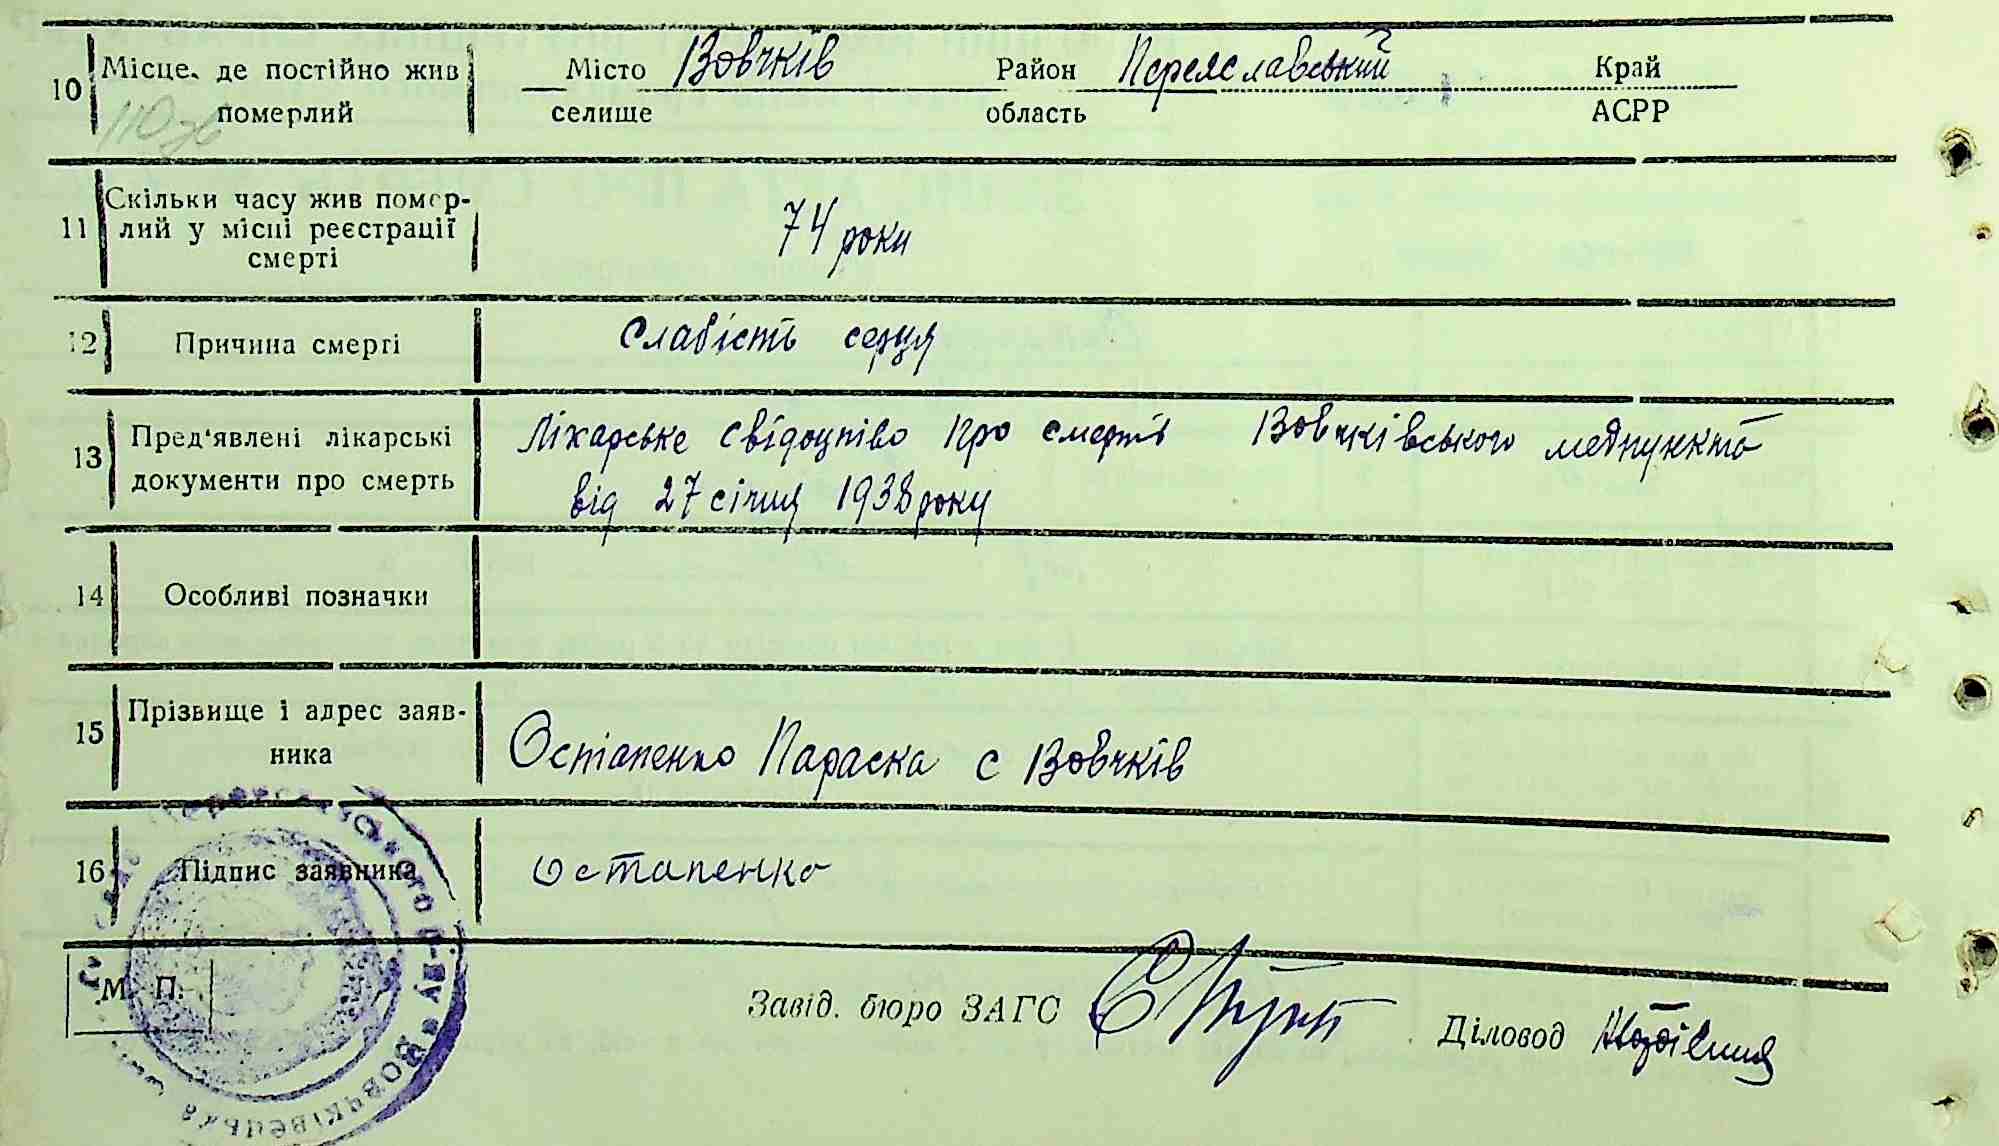 10 Місце, де постійно жив померлий Місто селище Вовчків Район область Переяславський Край АСРР
11 Скільки часу жив помер-
лий у місці реєстрації
смерті 74 роки
12 Причина смерті Слабість серця
13 Пред'явлені лікарські Лікарське свідоцтво про смерть Вовчківського медпункта
документи про смерть від 27 січня 1938 року
14 Особливі позначки
15 Прізвище і адрес заяв-
ника Остапенко Параска с Вовчків
16 Підпис заявника Остапенко
М. П.
Завід. бюро ЗАГС
Діловод